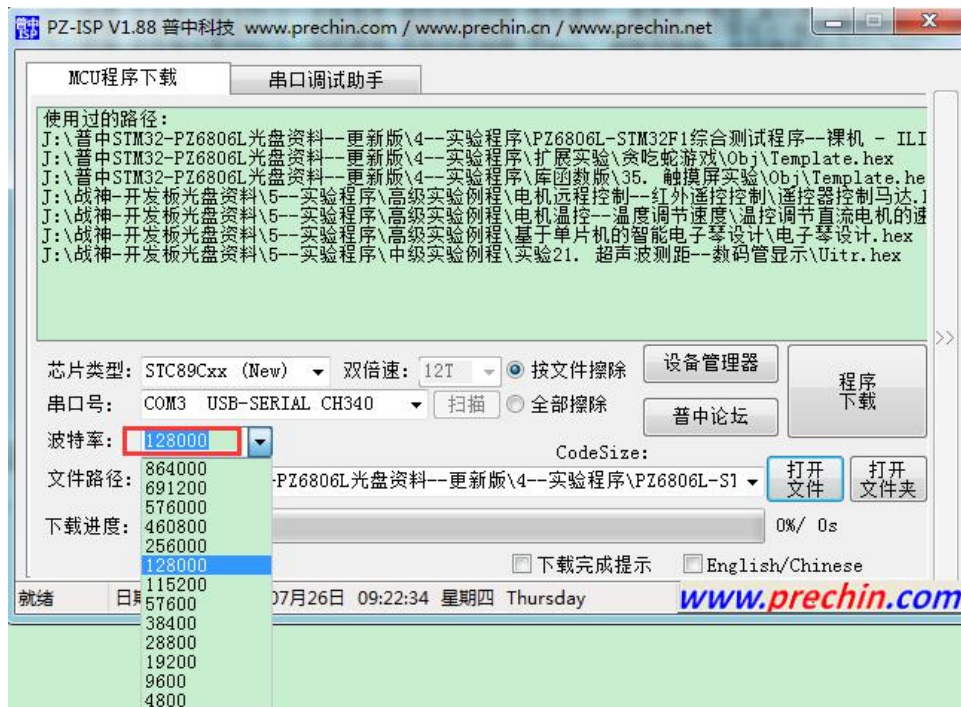 PZ-ISP V1.88 普中科技 www.prechin.com / www.prechin.cn / www.prechin.net
MCU程序下载
串口调试助手
使用过的路径:
J:\普中STM32-PZ6806L光盘资料--更新版\4--实验程序\PZ6806L-STM32F1综合测试程序--裸机 - ILI
J:\普中STM32-PZ6806L光盘资料--更新版\4--实验程序\扩展实验\贪吃蛇游戏\Obj\Template.hex
J:\普中STM32-PZ6806L光盘资料--更新版\4--实验程序\库函数版\35. 触摸屏实验\Obj\Template.he
J:\战神-开发板光盘资料\5--实验程序\高级实验例程\电机远程控制--红外遥控控制\遥控器控制马达.
J:\战神-开发板光盘资料\5--实验程序\高级实验例程\电机温控--温度调节速度\温控调节直流电机的速
J:\战神-开发板光盘资料\5--实验程序\高级实验例程\基于单片机的智能电子琴设计\电子琴设计.hex
J:\战神-开发板光盘资料\5--实验程序\中级实验例程\实验21. 超声波测距--数码管显示\Uitr.hex
>>
芯片类型: STC89Cxx (New) 双倍速: 12T 按文件擦除 设备管理器
串口号: COM3 USB-SERIAL CH340 扫描 全部擦除 普中论坛
程序
下载
波特率: 128000
CodeSize:
文件路径: -PZ6806L光盘资料--更新版\4--实验程序\PZ6806L-ST
打开
文件
打开
文件夹
下载进度: 0%/ 0s
864000
691200
576000
460800
256000
128000
115200
57600
38400
28800
19200
9600
4800
下载完成提示 English/Chinese
就绪 日 07月26日 09:22:34 星期四 Thursday www.prechin.com